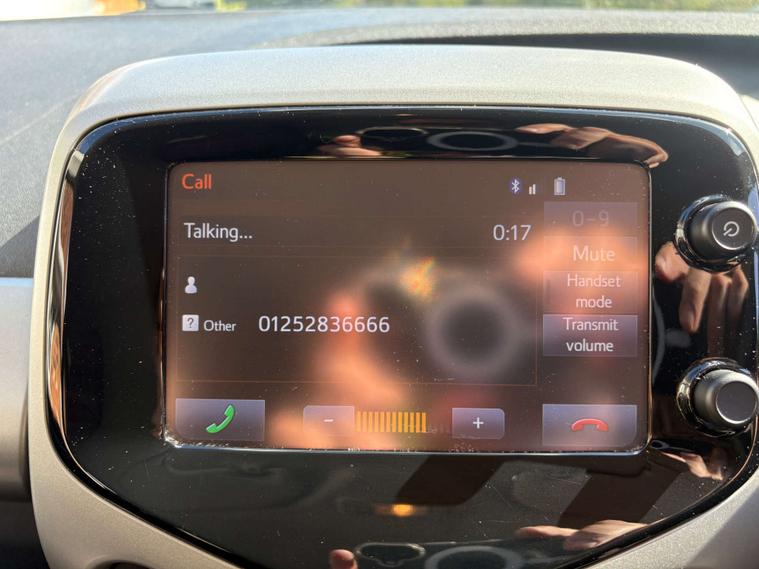 Call
Talking...
0:17
0-9
Mute
Handset
mode
? Other 01252836666
Transmit
volume
- +